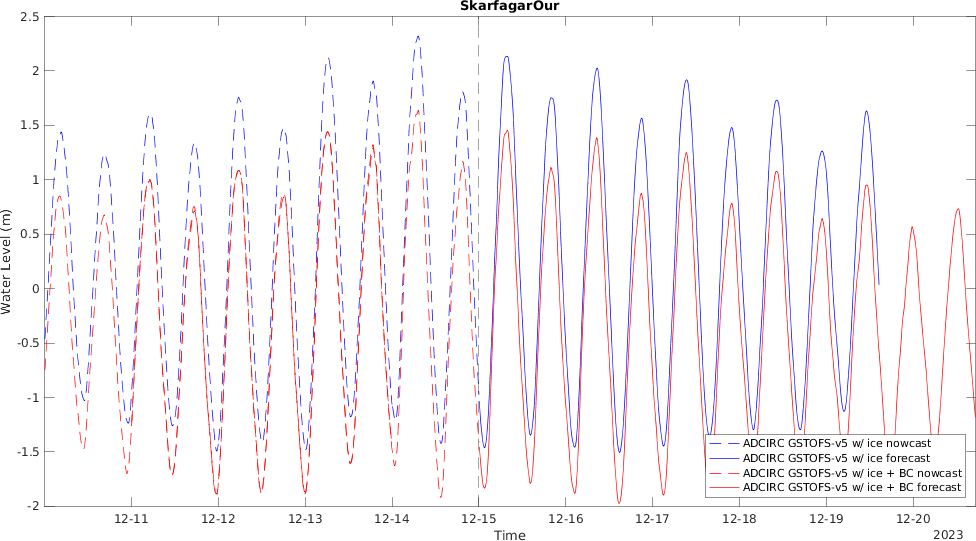 SkarfagarOur
2.5
2
1.5
1
0.5
0
-0.5
-1
-1.5
-2
Water Level (m)
ADCIRC GSTOFS-v5 w/ ice nowcast
ADCIRC GSTOFS-v5 w/ ice forecast
ADCIRC GSTOFS-v5 w/ ice + BC nowcast
ADCIRC GSTOFS-v5 w/ ice + BC forecast
12-11 12-12 12-13 12-14 12-15 12-16 12-17 12-18 12-19 12-20
Time
2023